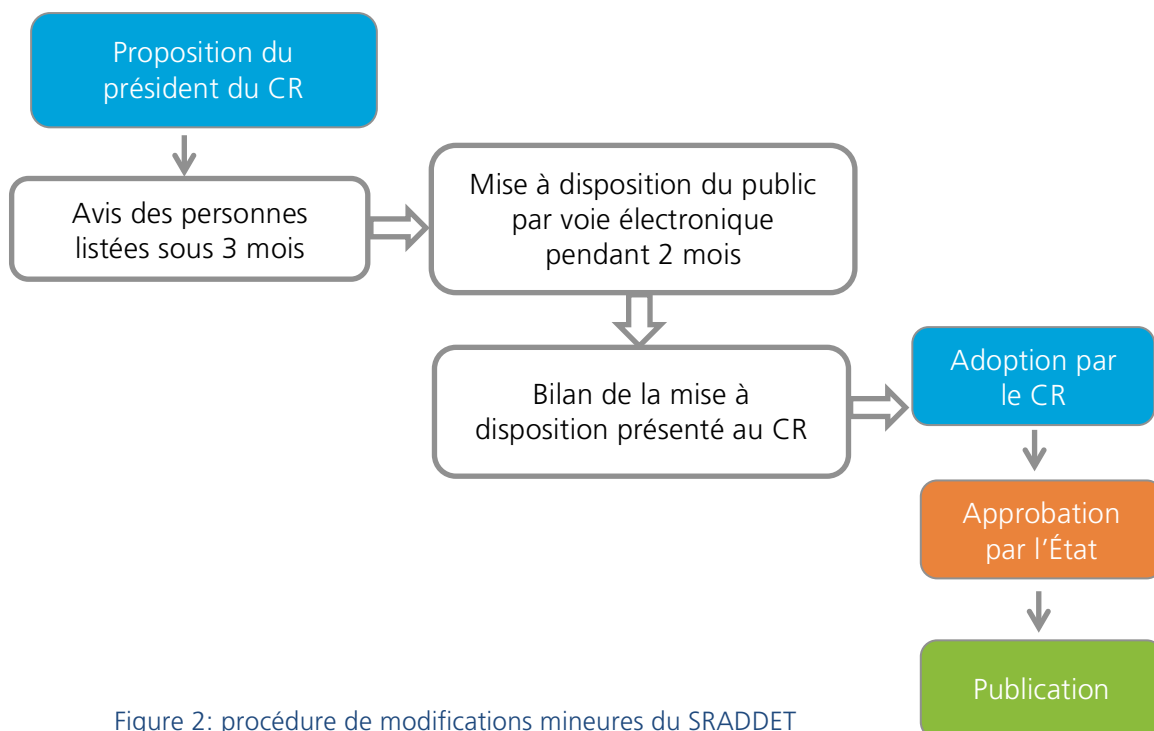 Proposition du
président du CR
Avis des personnes
listées sous 3 mois
Mise à disposition du public
par voie électronique
pendant 2 mois
Bilan de la mise à
disposition présenté au CR
Adoption par
le CR
Approbation
par l'État
Publication
Figure 2: procédure de modifications mineures du SRADDET